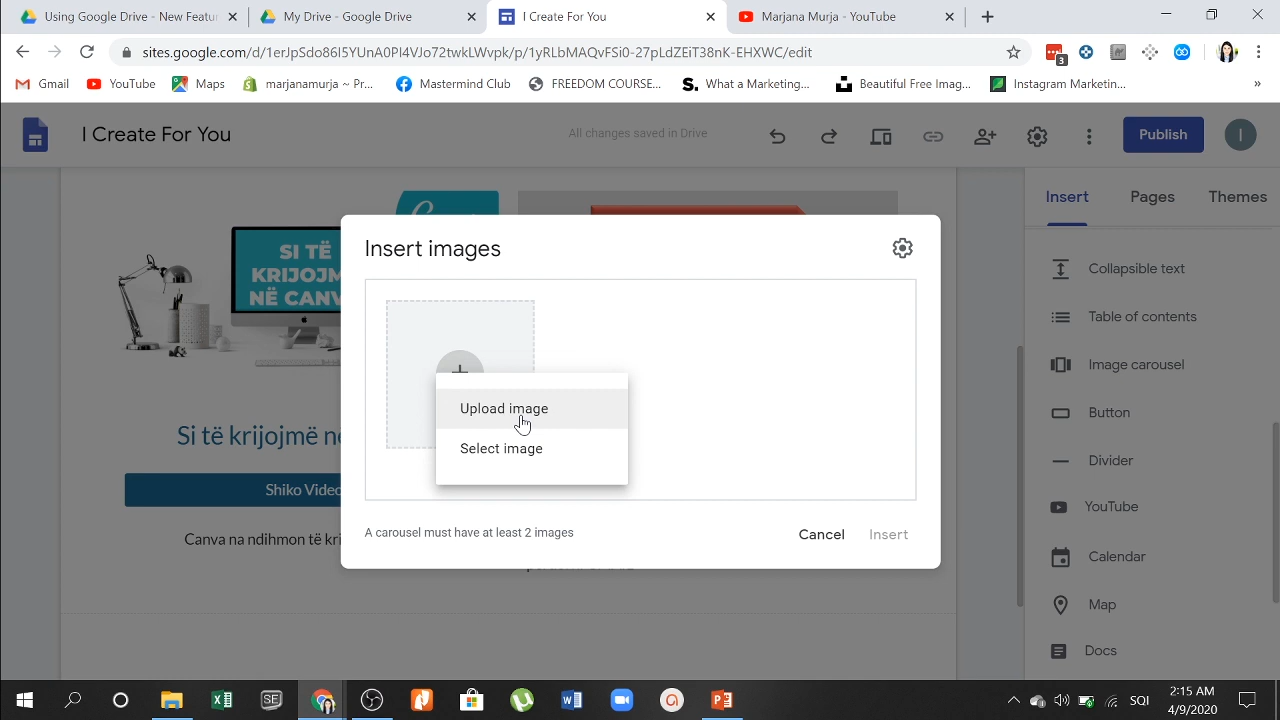 ing Google Drive - New Featur
My Drive - Google Drive
I Create For You
Marjana Murja - YouTube
sites.google.com/d/1erJpSdo86I5YUnA0PI4VJo72twkLWvpk/p/1yRLbMAQvFSi0-27pLdZEiT38nK-EHXWC/edit
3
Gmail
YouTube
Maps
marjanamurja ~ Pr...
Mastermind Club
FREEDOM COURSE...
What a Marketing...
Beautiful Free Imag...
Instagram Marketin...
»
I Create For You
All changes saved in Drive
Publish
I
Insert
Pages
Themes
SI TË
KRIJOJM
NË CANV
Insert images
Upload image
Select image
A carousel must have at least 2 images
Cancel
Insert
Si të krijojmë n
Shiko Video
Canva na ndihmon të kri
Collapsible text
Table of contents
Image carousel
Button
Divider
YouTube
Calendar
Map
Docs
SQI
2:15 AM
4/9/2020